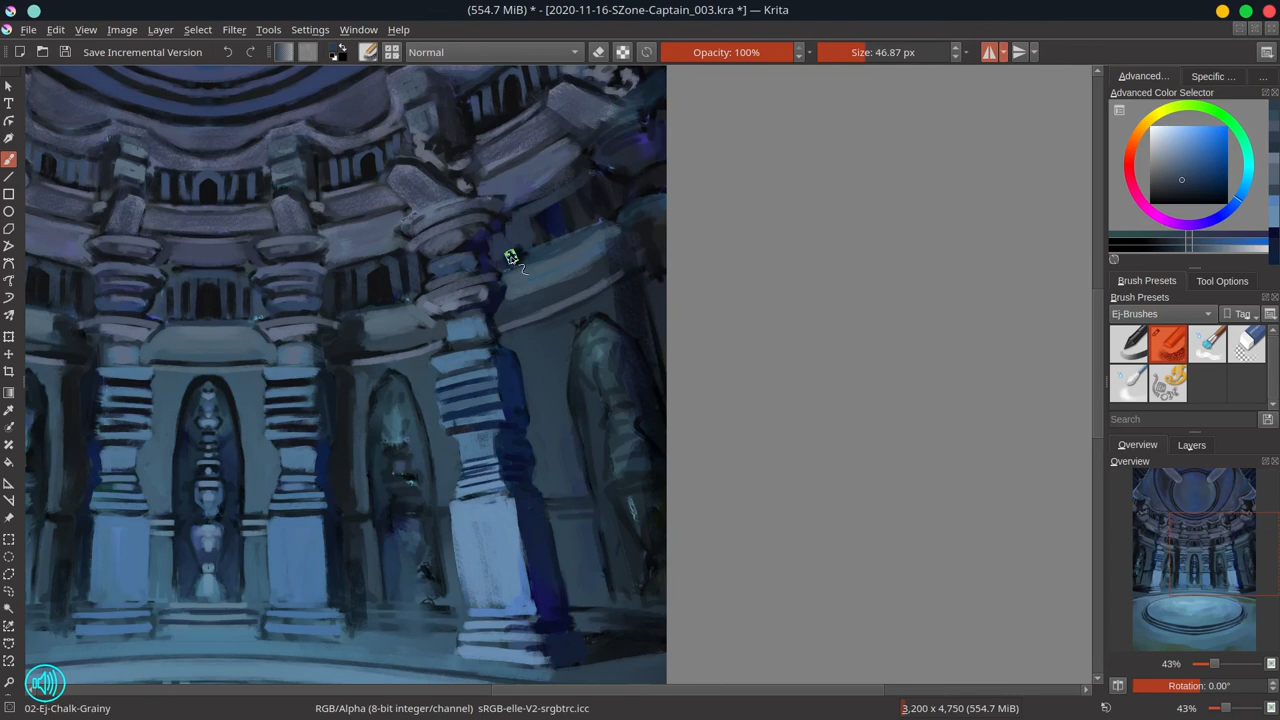 (554.7 MiB) * - [2020-11-16-SZone-Captain_003.kra *] — Krita
File Edit View Image Layer Select Filter Tools Settings Window Help
Save Incremental Version Normal Opacity: 100% Size: 46.87 px
Advanced… Specific … …
Advanced Color Selector
Brush Presets Tool Options
Brush Presets
Ej-Brushes Tag
Search
Overview Layers
Overview
43%
Rotation: 0.00°
02-Ej-Chalk-Grainy RGB/Alpha (8-bit integer/channel) sRGB-elle-V2-srgbtrc.icc 3,200 x 4,750 (554.7 MiB) 43%